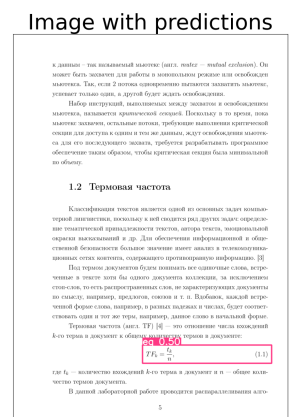 Image with predictions
к данным – так называемый мьютекс (англ. mutex — mutual exclusion). Он
может быть захвачен для работы в монопольном режиме или освобожден
мьютекса. Так, если 2 потока одновременно пытаются захватить мьютекс,
успевает только один, а другой будет ждать освобождения.
Набор инструкций, выполняемых между захватом и освобождением
мьютекса, называется критической секцией. Поскольку в то время, пока
мьютекс захвачен, остальные потоки, требующие выполнения критической
секции для доступа к одним и тем же данным, ждут освобождения мьютек-
са для его последующего захвата, требуется разрабатывать программное
обеспечение таким образом, чтобы критическая секция была минимальной
по объему.
1.2 Термовая частота
Классификация текстов является одной из основных задач компью-
терной лингвистики, поскольку к ней сводится ряд других задач: определе-
ние тематической принадлежности текстов, автора текста, эмоциональной
окраски высказываний и др. Для обеспечения информационной и обще-
ственной безопасности большое значение имеет анализ в телекоммуника-
ционных сетях контента, содержащего противоправную информацию. [3]
Под термом документов будем понимать все одиночные слова, встре-
ченные в тексте хотя бы одного документа коллекции, за исключением
стоп-слов, то есть распространенных слов, не характеризующих документы
по смыслу, например, предлогов, союзов и т. п. Вдобавок, каждой встре-
ченной форме слова, например, в разных падежах и числах, будет соответ-
ствовать один и тот же терм, например, данное слово в начальной форме.
Термовая частота (англ. TF) [4] — это отношение числа вхождений
k-го терма в документ к общему количеству термов в документе:
eq 0.50
TFk = tk/n, (1.1)
где tk — количество вхождений k-го терма в документ и n — общее коли-
чество термов документа.
В данной лабораторной работе проводится распараллеливания алго-
5